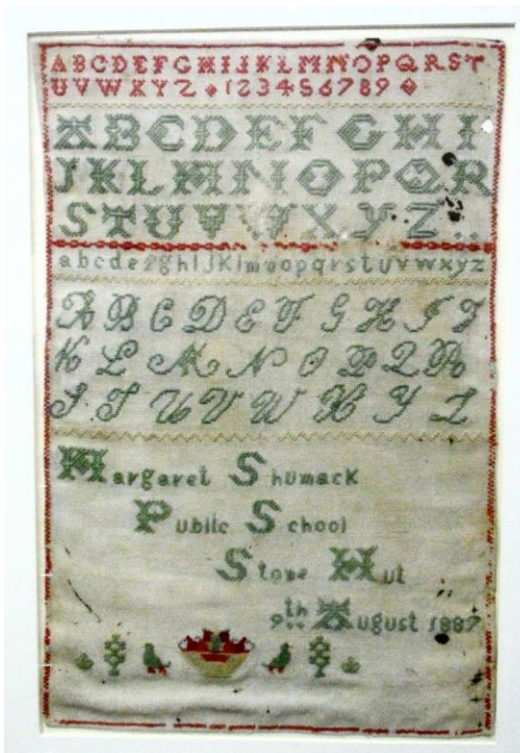 ABCDEFGHIJKLMNOPQRST
UVWXYZ 123456789
ABCDEFGHI
JKLMNOPQR
STUVWXYZ..
abcdefghIJKlmnopqrstuvwxyz
ABCDEFGHIJ
KLMNOPQR
STUVWXYZ
Margaret Shumack
Public School
Stone Hut
9th August 1887